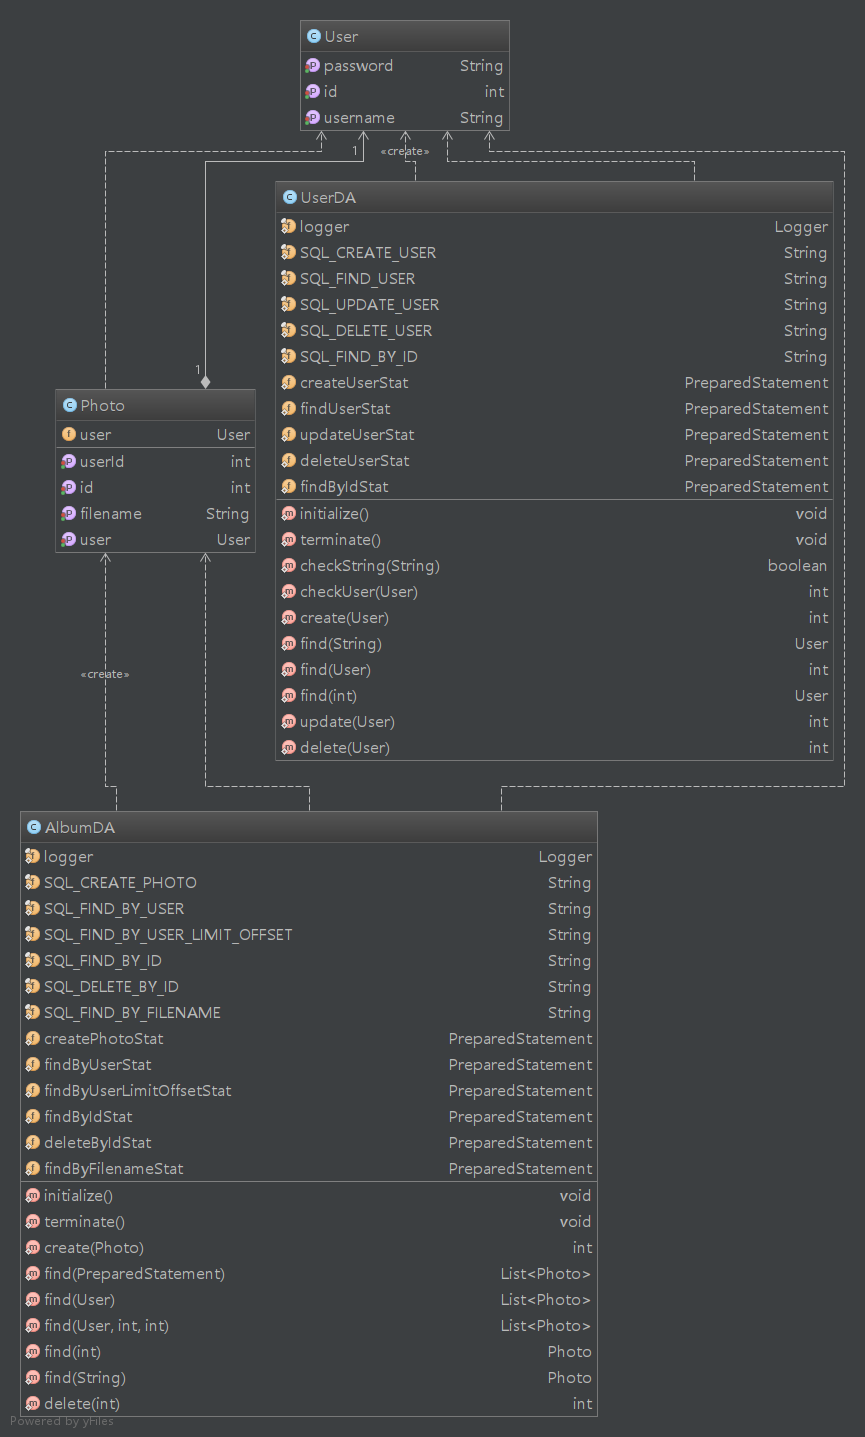 User
password String
id int
username String
1
«create»
UserDA
logger Logger
SQL_CREATE_USER String
SQL_FIND_USER String
SQL_UPDATE_USER String
SQL_DELETE_USER String
SQL_FIND_BY_ID String
createUserStat PreparedStatement
findUserStat PreparedStatement
updateUserStat PreparedStatement
deleteUserStat PreparedStatement
findByIdStat PreparedStatement
initialize() void
terminate() void
checkString(String) boolean
checkUser(User) int
create(User) int
find(String) User
find(User) int
find(int) User
update(User) int
delete(User) int
1
Photo
user User
userId int
id int
filename String
user User
«create»
AlbumDA
logger Logger
SQL_CREATE_PHOTO String
SQL_FIND_BY_USER String
SQL_FIND_BY_USER_LIMIT_OFFSET String
SQL_FIND_BY_ID String
SQL_DELETE_BY_ID String
SQL_FIND_BY_FILENAME String
createPhotoStat PreparedStatement
findByUserStat PreparedStatement
findByUserLimitOffsetStat PreparedStatement
findByIdStat PreparedStatement
deleteByIdStat PreparedStatement
findByFilenameStat PreparedStatement
initialize() void
terminate() void
create(Photo) int
find(PreparedStatement) List<Photo>
find(User) List<Photo>
find(User, int, int) List<Photo>
find(int) Photo
find(String) Photo
delete(int) int
Powered by yFiles